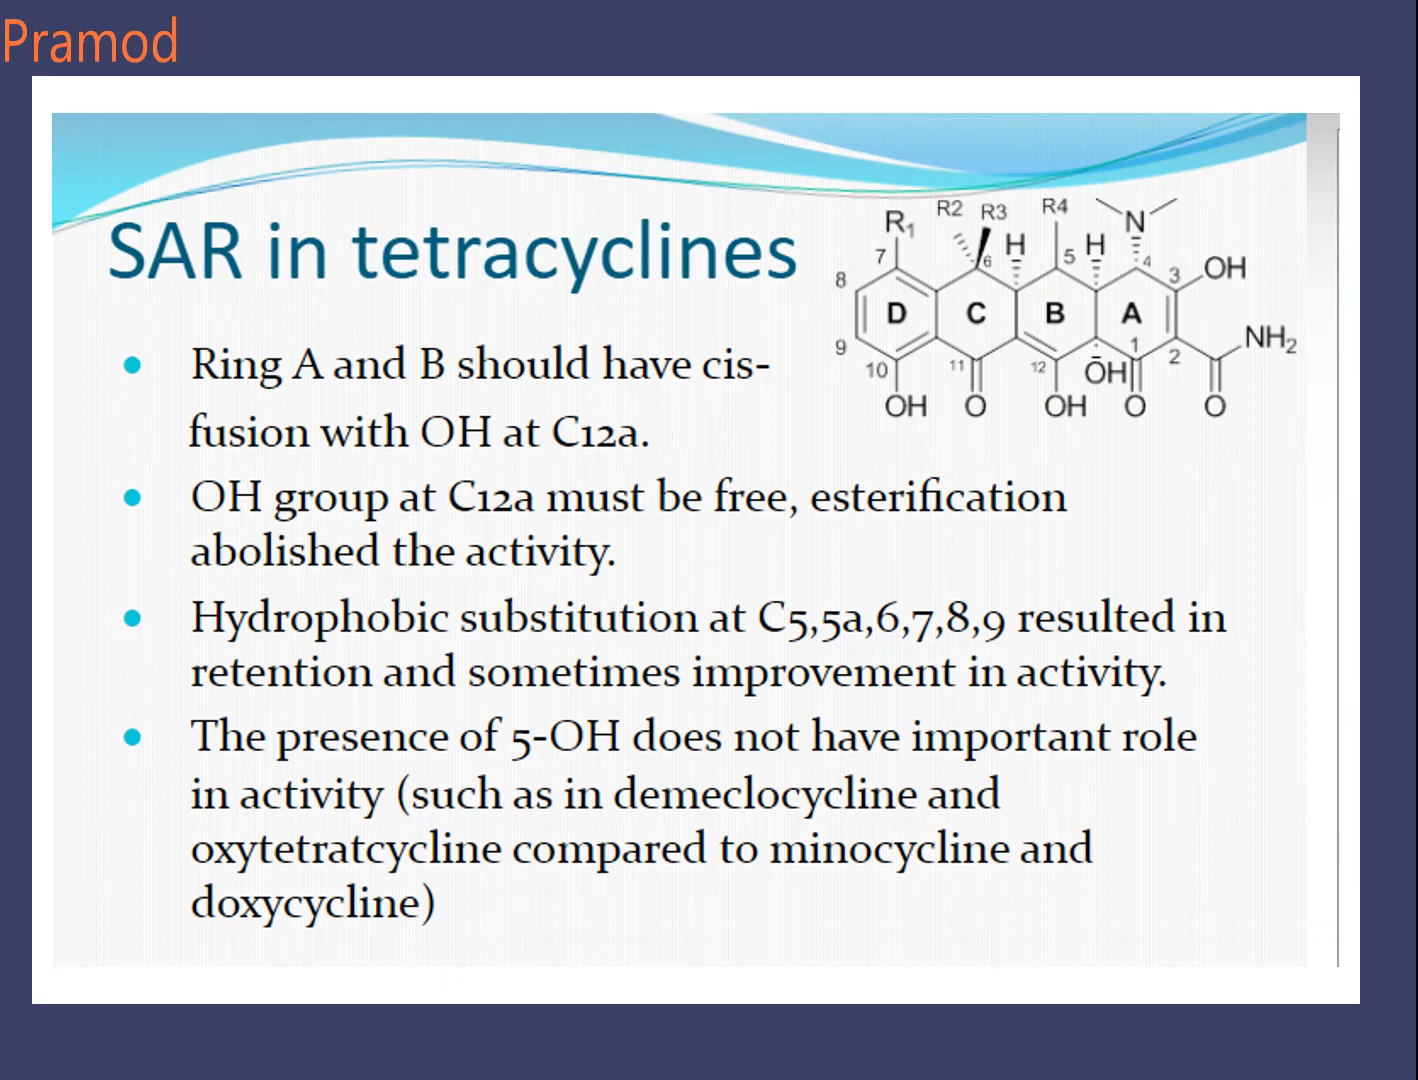 Pramod
SAR in tetracyclines
R1 R2 R3 H R4 H N
7 6 5 4 3 OH
8 D C B A
9 10 11 12 OH 1 2 NH2
OH O OH O O
• Ring A and B should have cis-
fusion with OH at C12a.
• OH group at C12a must be free, esterification
abolished the activity.
• Hydrophobic substitution at C5,5a,6,7,8,9 resulted in
retention and sometimes improvement in activity.
• The presence of 5-OH does not have important role
in activity (such as in demeclocycline and
oxytetratcycline compared to minocycline and
doxycycline)